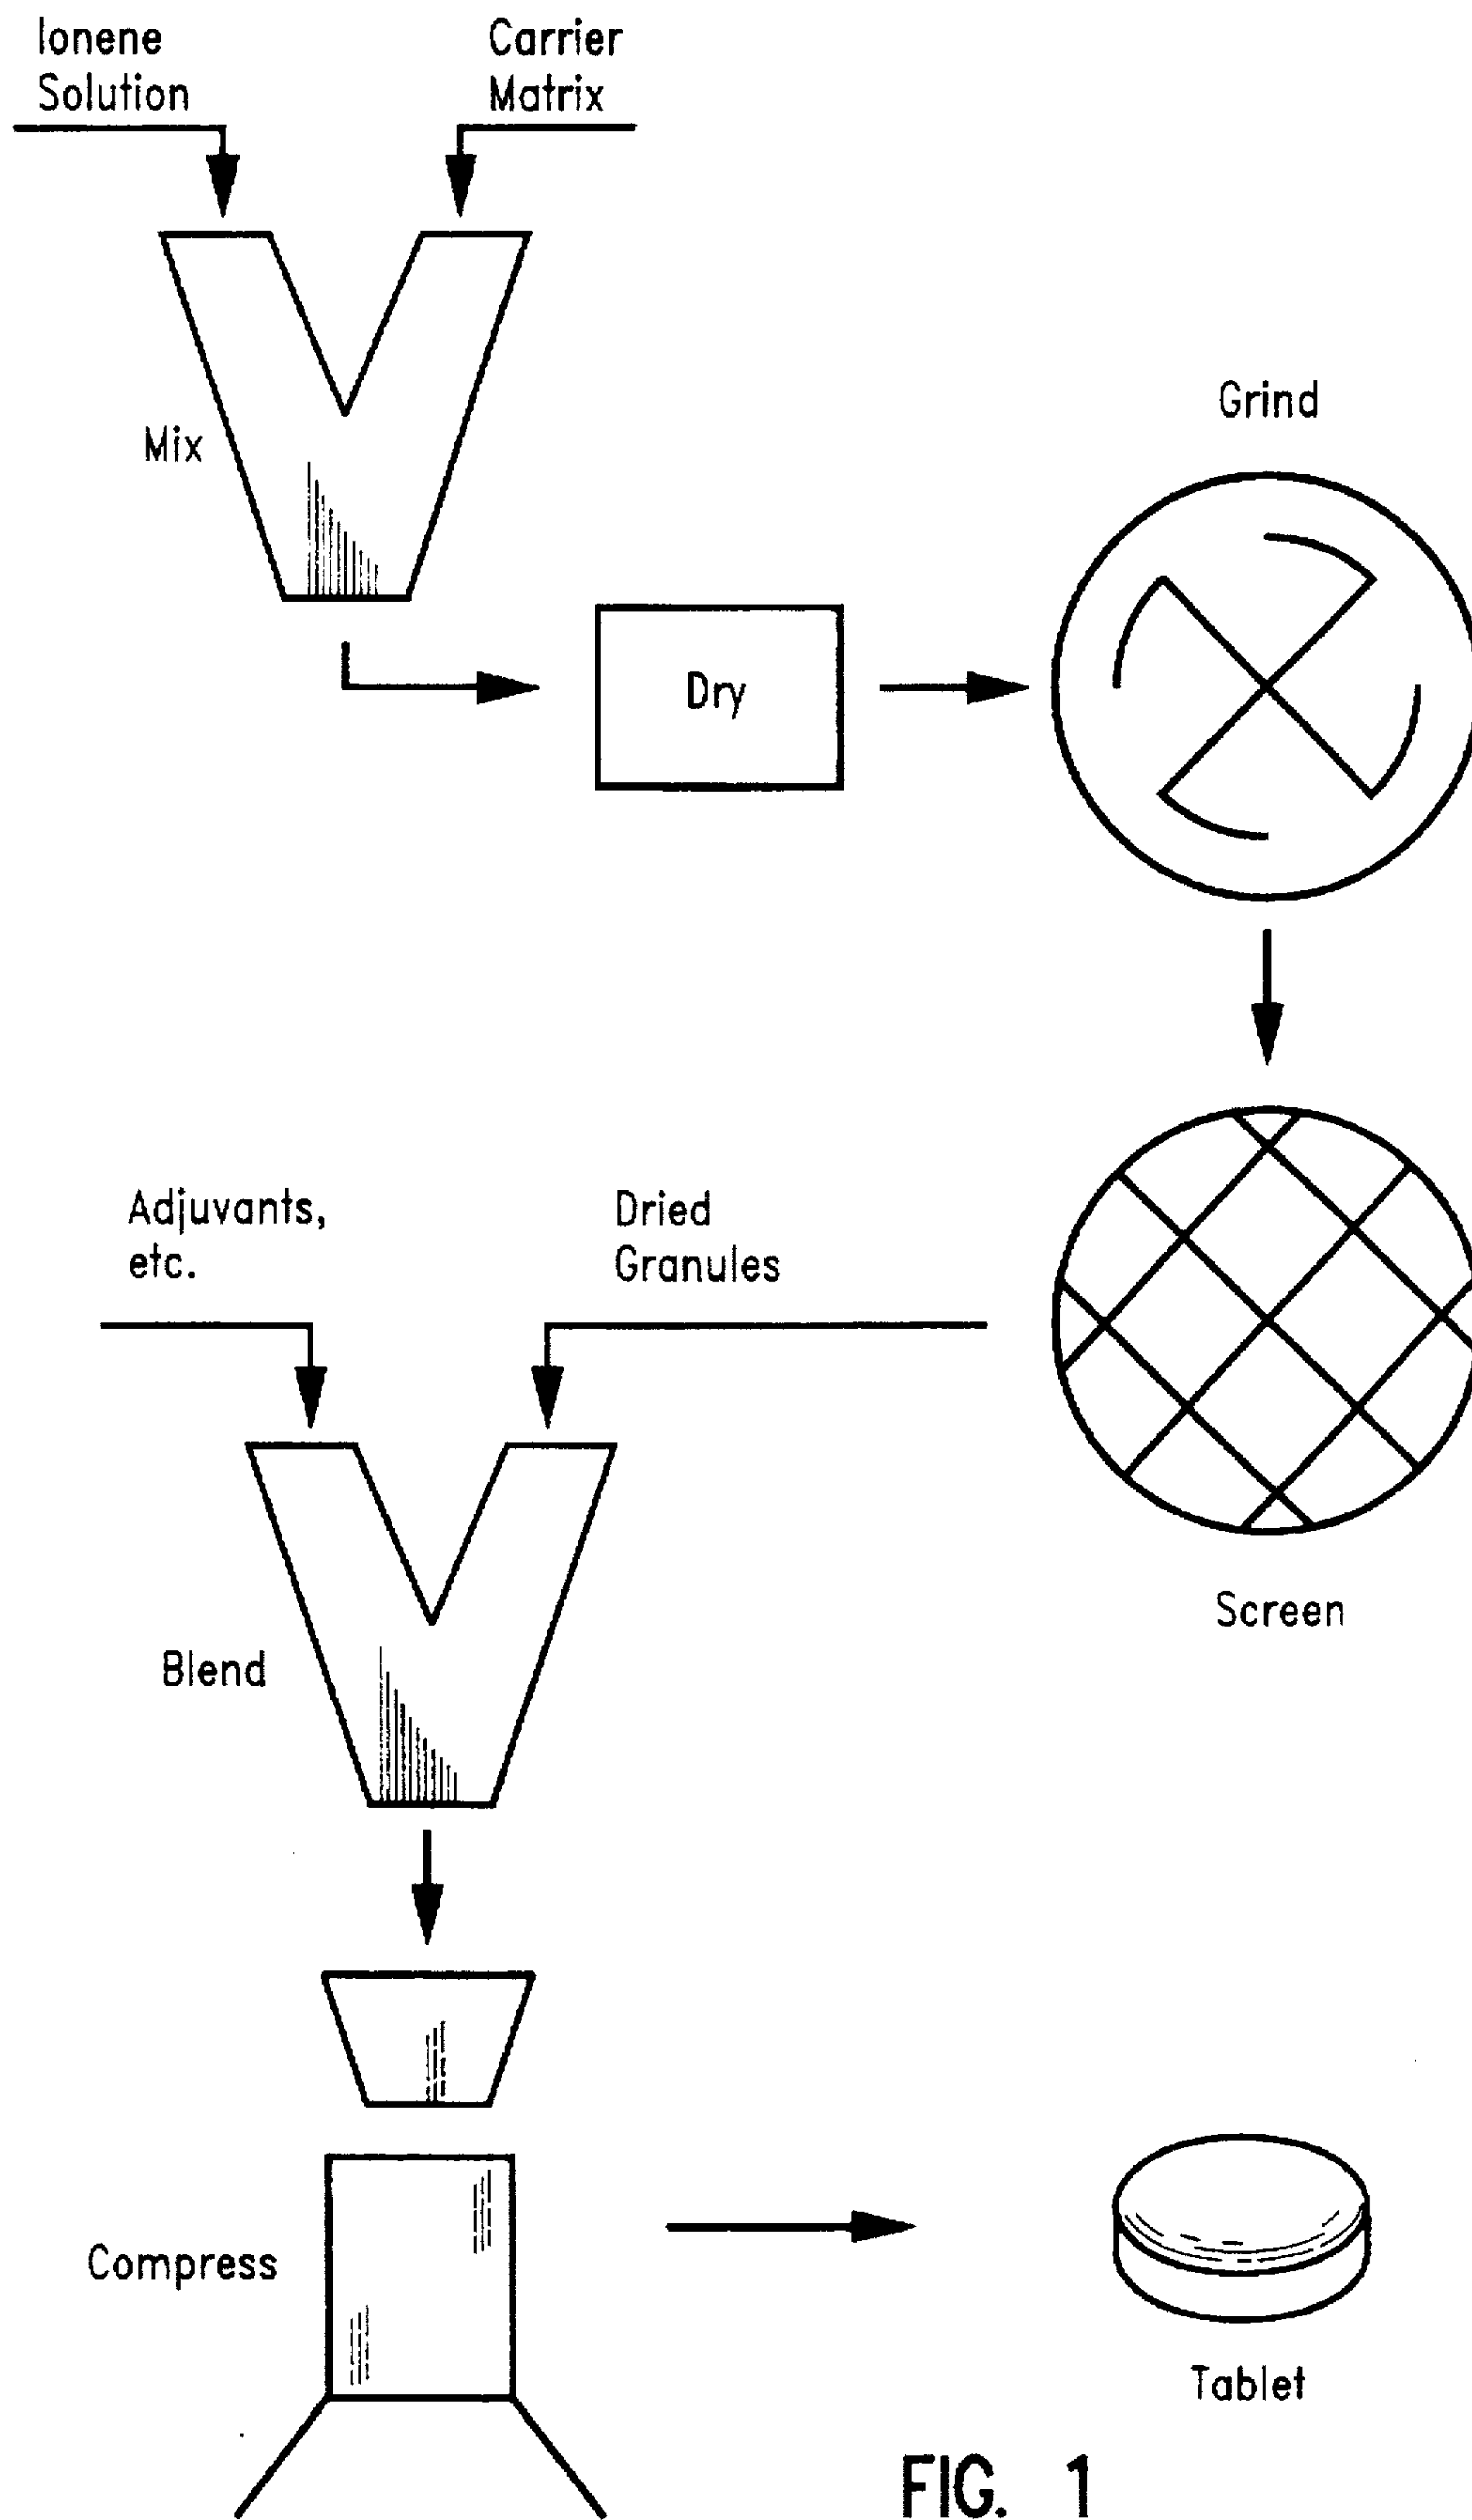 Ionene
Solution
Carrier
Matrix
Mix
Dry
Grind
Screen
Adjuvants,
etc.
Dried
Granules
Blend
Compress
Tablet
FIG. 1